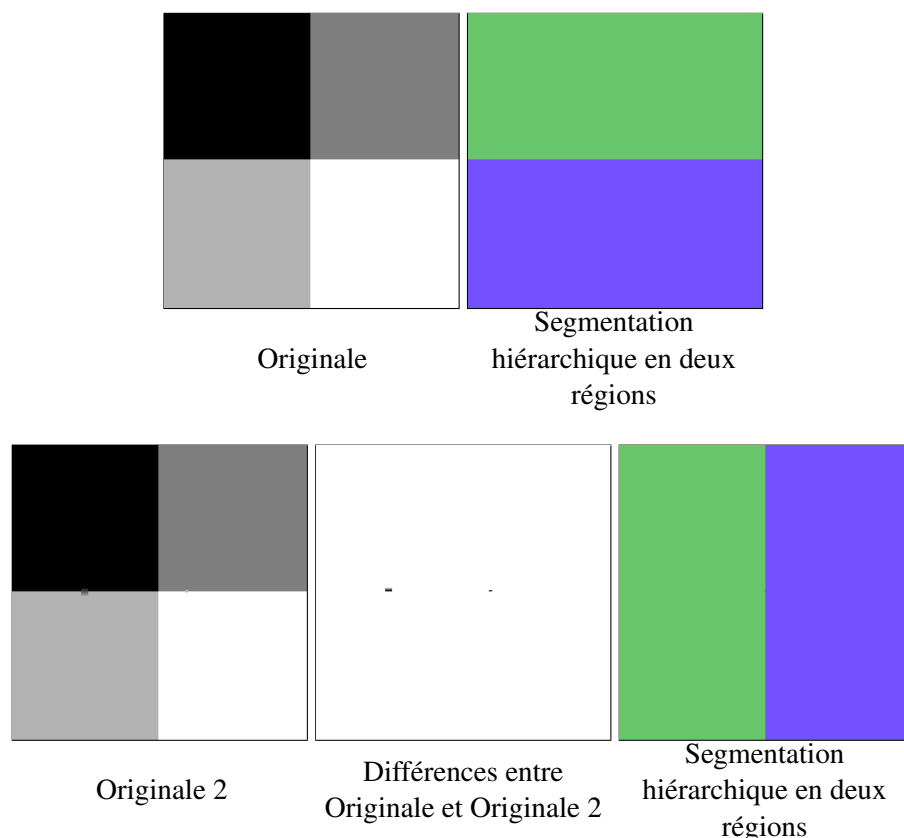 Originale
Segmentation
hiérarchique en deux
régions
Originale 2
Différences entre
Originale et Originale 2
Segmentation
hiérarchique en deux
régions